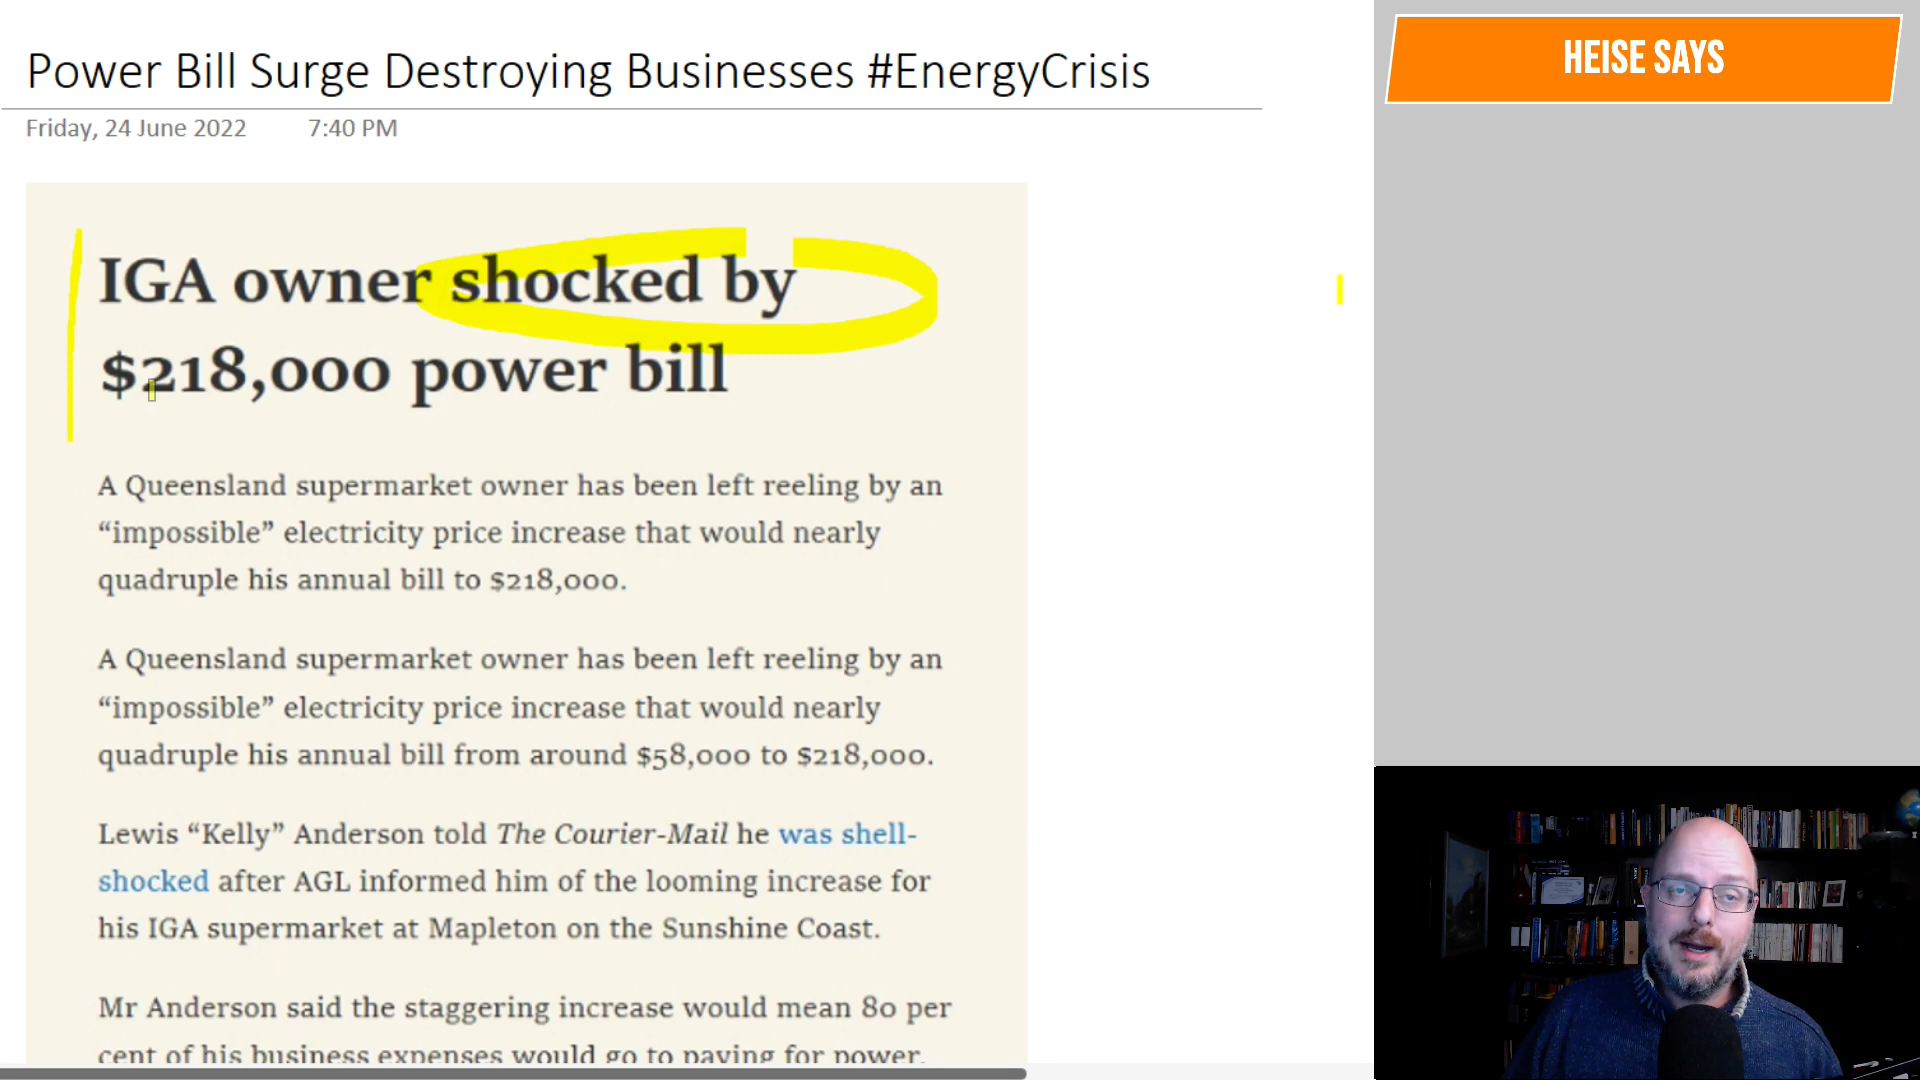 Power Bill Surge Destroying Businesses #EnergyCrisis
Friday, 24 June 2022 7:40 PM
HEISE SAYS
IGA owner shocked by
$218,000 power bill
A Queensland supermarket owner has been left reeling by an
“impossible” electricity price increase that would nearly
quadruple his annual bill to $218,000.
A Queensland supermarket owner has been left reeling by an
“impossible” electricity price increase that would nearly
quadruple his annual bill from around $58,000 to $218,000.
Lewis “Kelly” Anderson told The Courier-Mail he was shell-
shocked after AGL informed him of the looming increase for
his IGA supermarket at Mapleton on the Sunshine Coast.
Mr Anderson said the staggering increase would mean 80 per
cent of his business expenses would go to paying for power.